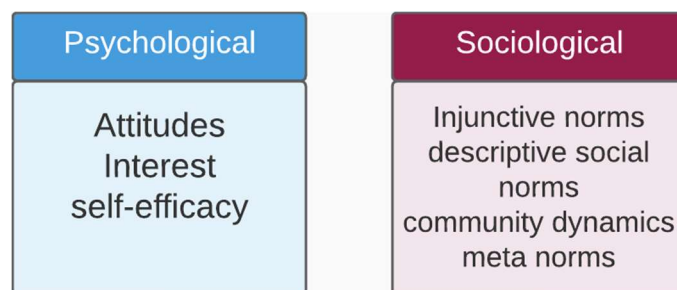 Psychological
Attitudes
Interest
self-efficacy
Sociological
Injunctive norms
descriptive social
norms
community dynamics
meta norms